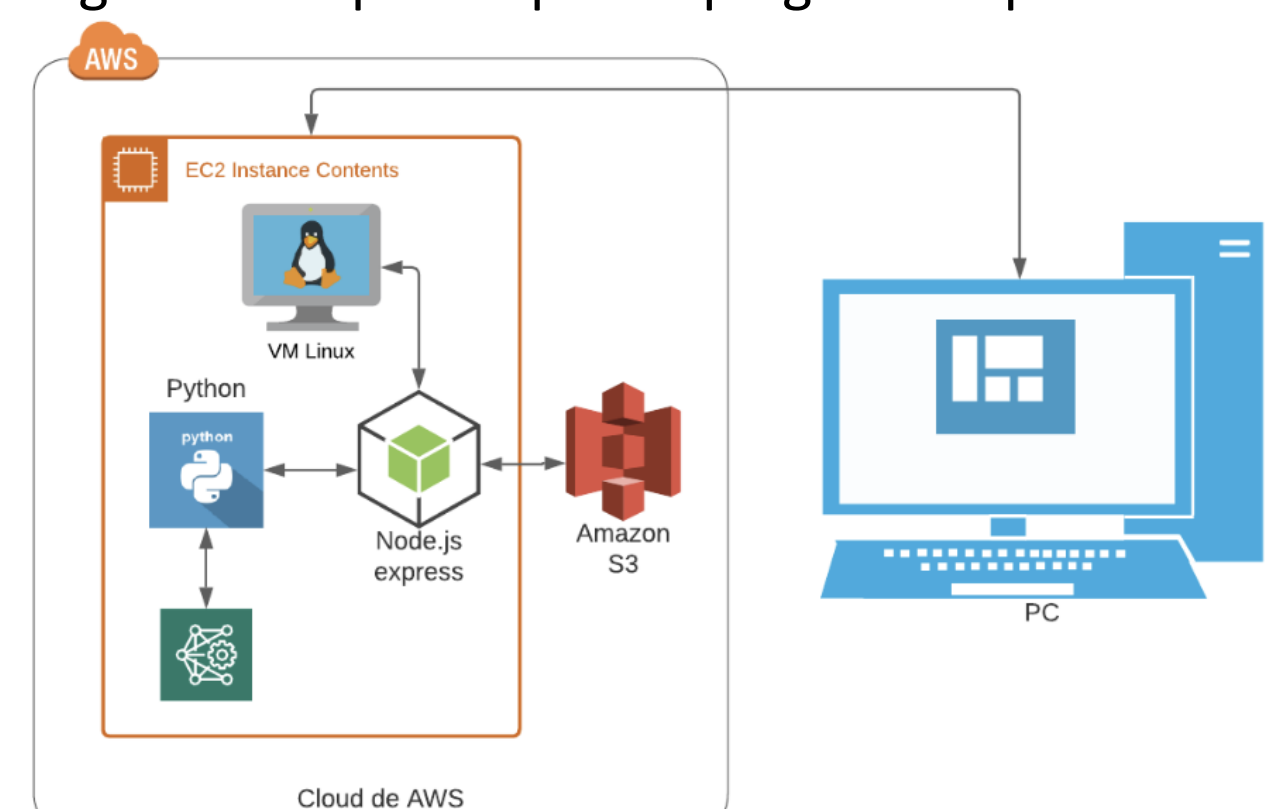 AWS
EC2 Instance Contents
VM Linux
Python
python
Node.js
express
Amazon
S3
PC
Cloud de AWS